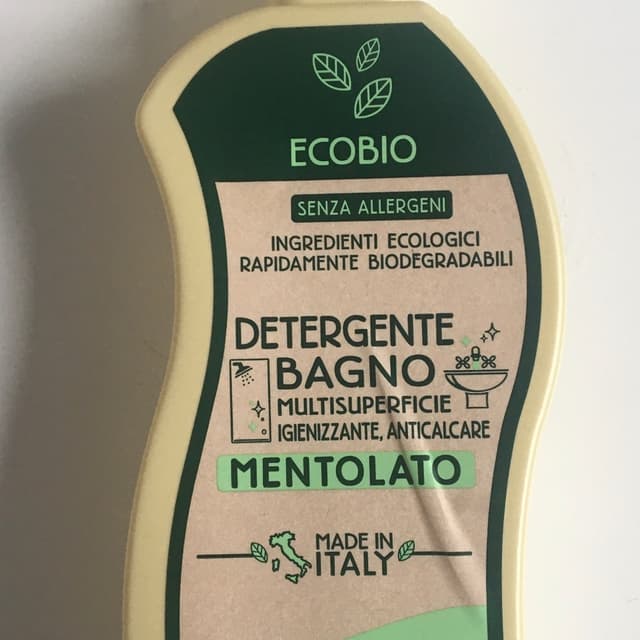 ECOBIO
SENZA ALLERGENI
INGREDIENTI ECOLOGICI
RAPIDAMENTE BIODEGRADABILI
DETERGENTE
BAGNO
MULTISUPERFICIE
IGIENIZZANTE, ANTICALCARE
MENTOLATO
MADE IN
ITALY